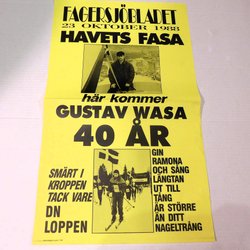 FAGERSJÖBLADET
23 OKTOBER 1988
HAVETS FASA
här kommer
GUSTAV WASA
40 ÅR
SMÄRT I
KROPPEN
TACK VARE
DN
LOPPEN
GIN
RAMONA
OCH SÅNG
LÄNGTAN
UT TILL
TÄNG
ÄR STÖRRE
ÄN DITT
NAGELTRÅNG